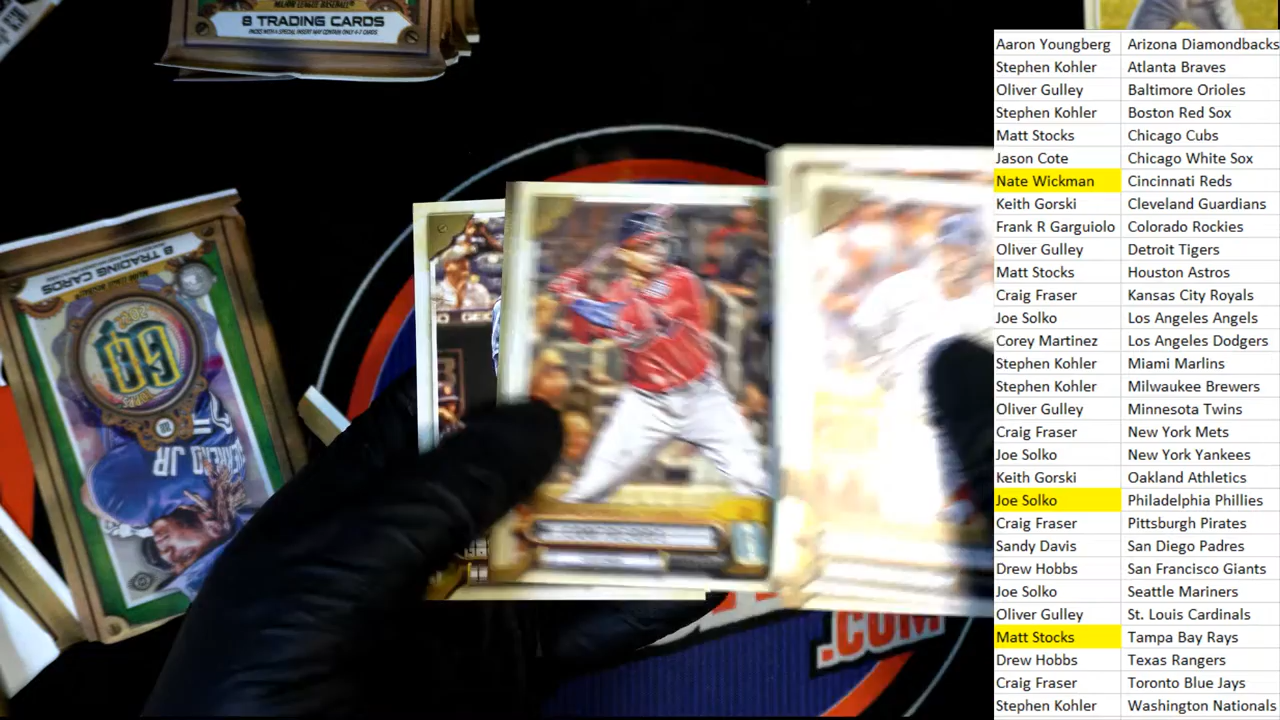 8 TRADING CARDS
8 TRADING CARDS
.COM
Aaron Youngberg Arizona Diamondbacks
Stephen Kohler Atlanta Braves
Oliver Gulley Baltimore Orioles
Stephen Kohler Boston Red Sox
Matt Stocks Chicago Cubs
Jason Cote Chicago White Sox
Nate Wickman Cincinnati Reds
Keith Gorski Cleveland Guardians
Frank R Garguiolo Colorado Rockies
Oliver Gulley Detroit Tigers
Matt Stocks Houston Astros
Craig Fraser Kansas City Royals
Joe Solko Los Angeles Angels
Corey Martinez Los Angeles Dodgers
Stephen Kohler Miami Marlins
Stephen Kohler Milwaukee Brewers
Oliver Gulley Minnesota Twins
Craig Fraser New York Mets
Joe Solko New York Yankees
Keith Gorski Oakland Athletics
Joe Solko Philadelphia Phillies
Craig Fraser Pittsburgh Pirates
Sandy Davis San Diego Padres
Drew Hobbs San Francisco Giants
Joe Solko Seattle Mariners
Oliver Gulley St. Louis Cardinals
Matt Stocks Tampa Bay Rays
Drew Hobbs Texas Rangers
Craig Fraser Toronto Blue Jays
Stephen Kohler Washington Nationals